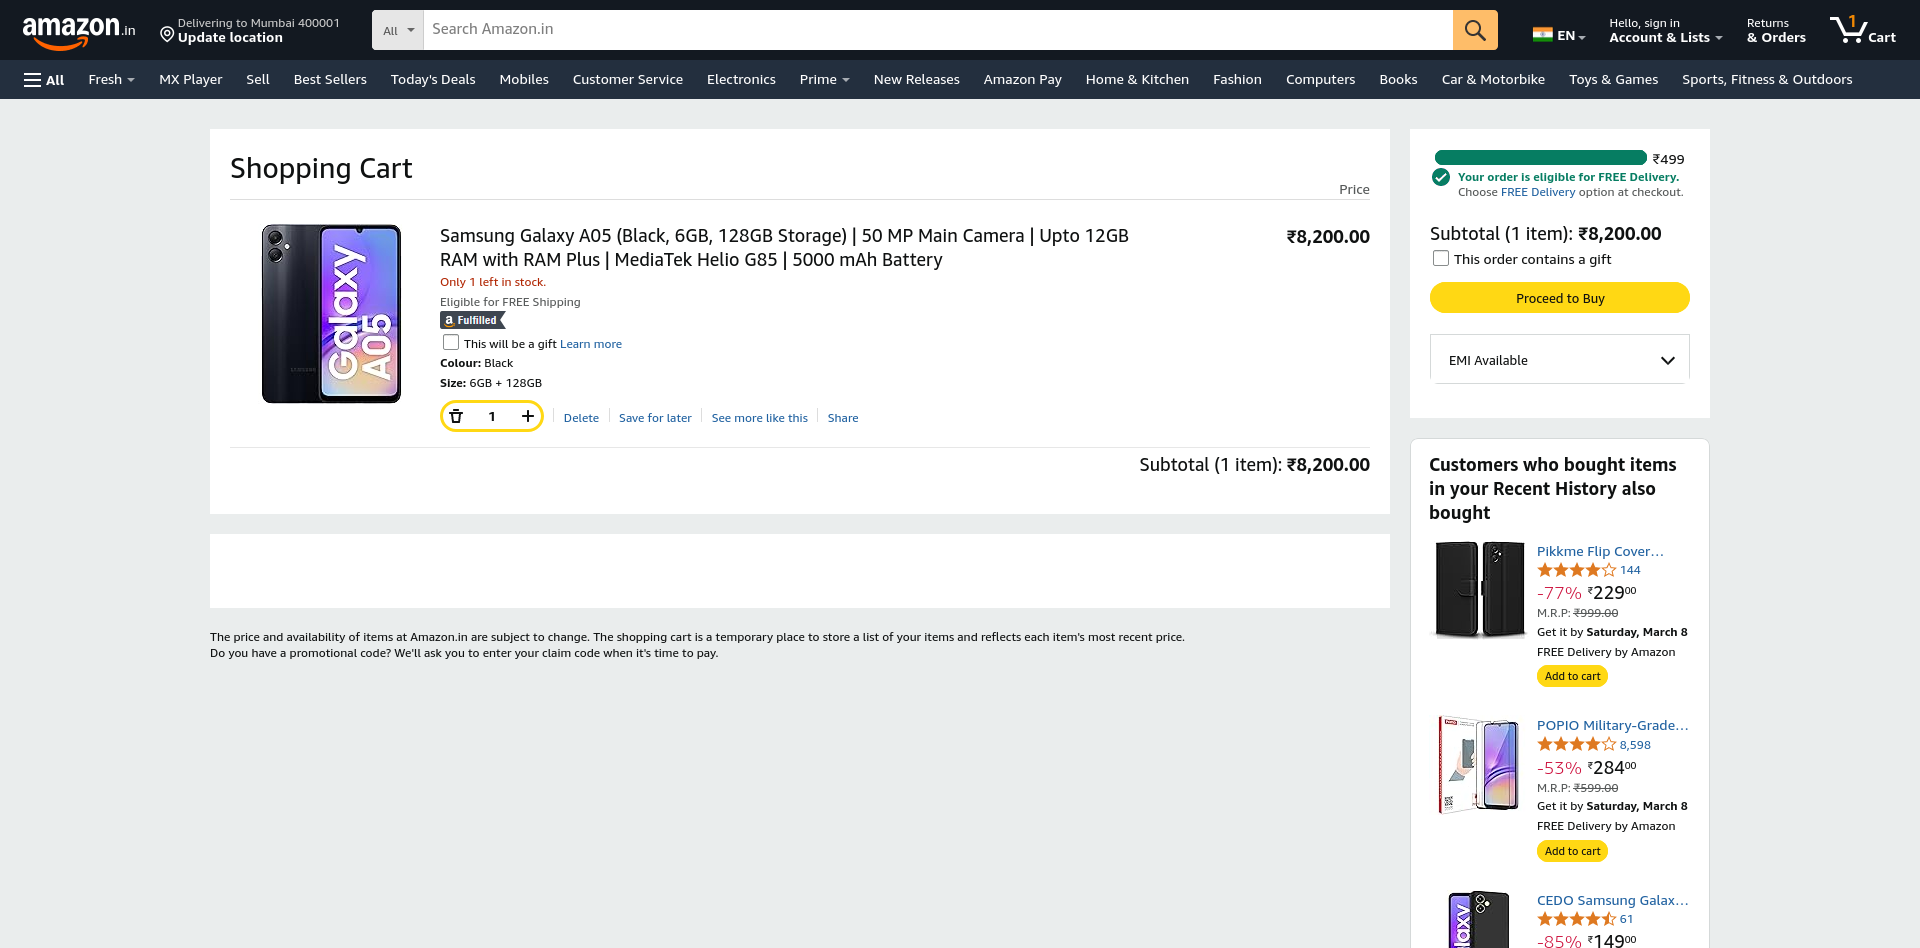 amazon.in
Delivering to Mumbai 400001
Update location
All
Search Amazon.in
EN
Hello, sign in
Account & Lists
Returns
& Orders
1
Cart
All
Fresh
MX Player
Sell
Best Sellers
Today's Deals
Mobiles
Customer Service
Electronics
Prime
New Releases
Amazon Pay
Home & Kitchen
Fashion
Computers
Books
Car & Motorbike
Toys & Games
Sports, Fitness & Outdoors
Shopping Cart
Price
Galaxy
A05
SAMSUNG
Samsung Galaxy A05 (Black, 6GB, 128GB Storage) | 50 MP Main Camera | Upto 12GB
RAM with RAM Plus | MediaTek Helio G85 | 5000 mAh Battery
₹8,200.00
Only 1 left in stock.
Eligible for FREE Shipping
a Fulfilled
This will be a gift Learn more
Colour: Black
Size: 6GB + 128GB
1
Delete
Save for later
See more like this
Share
Subtotal (1 item): ₹8,200.00
The price and availability of items at Amazon.in are subject to change. The shopping cart is a temporary place to store a list of your items and reflects each item's most recent price.
Do you have a promotional code? We'll ask you to enter your claim code when it's time to pay.
₹499
Your order is eligible for FREE Delivery.
Choose FREE Delivery option at checkout.
Subtotal (1 item): ₹8,200.00
This order contains a gift
Proceed to Buy
EMI Available
Customers who bought items
in your Recent History also
bought
Pikkme Flip Cover…
144
-77% ₹22900
M.R.P: ₹999.00
Get it by Saturday, March 8
FREE Delivery by Amazon
Add to cart
POPIO Military-Grade…
8,598
-53% ₹28400
M.R.P: ₹599.00
Get it by Saturday, March 8
FREE Delivery by Amazon
Add to cart
CEDO Samsung Galax…
61
-85% ₹14900